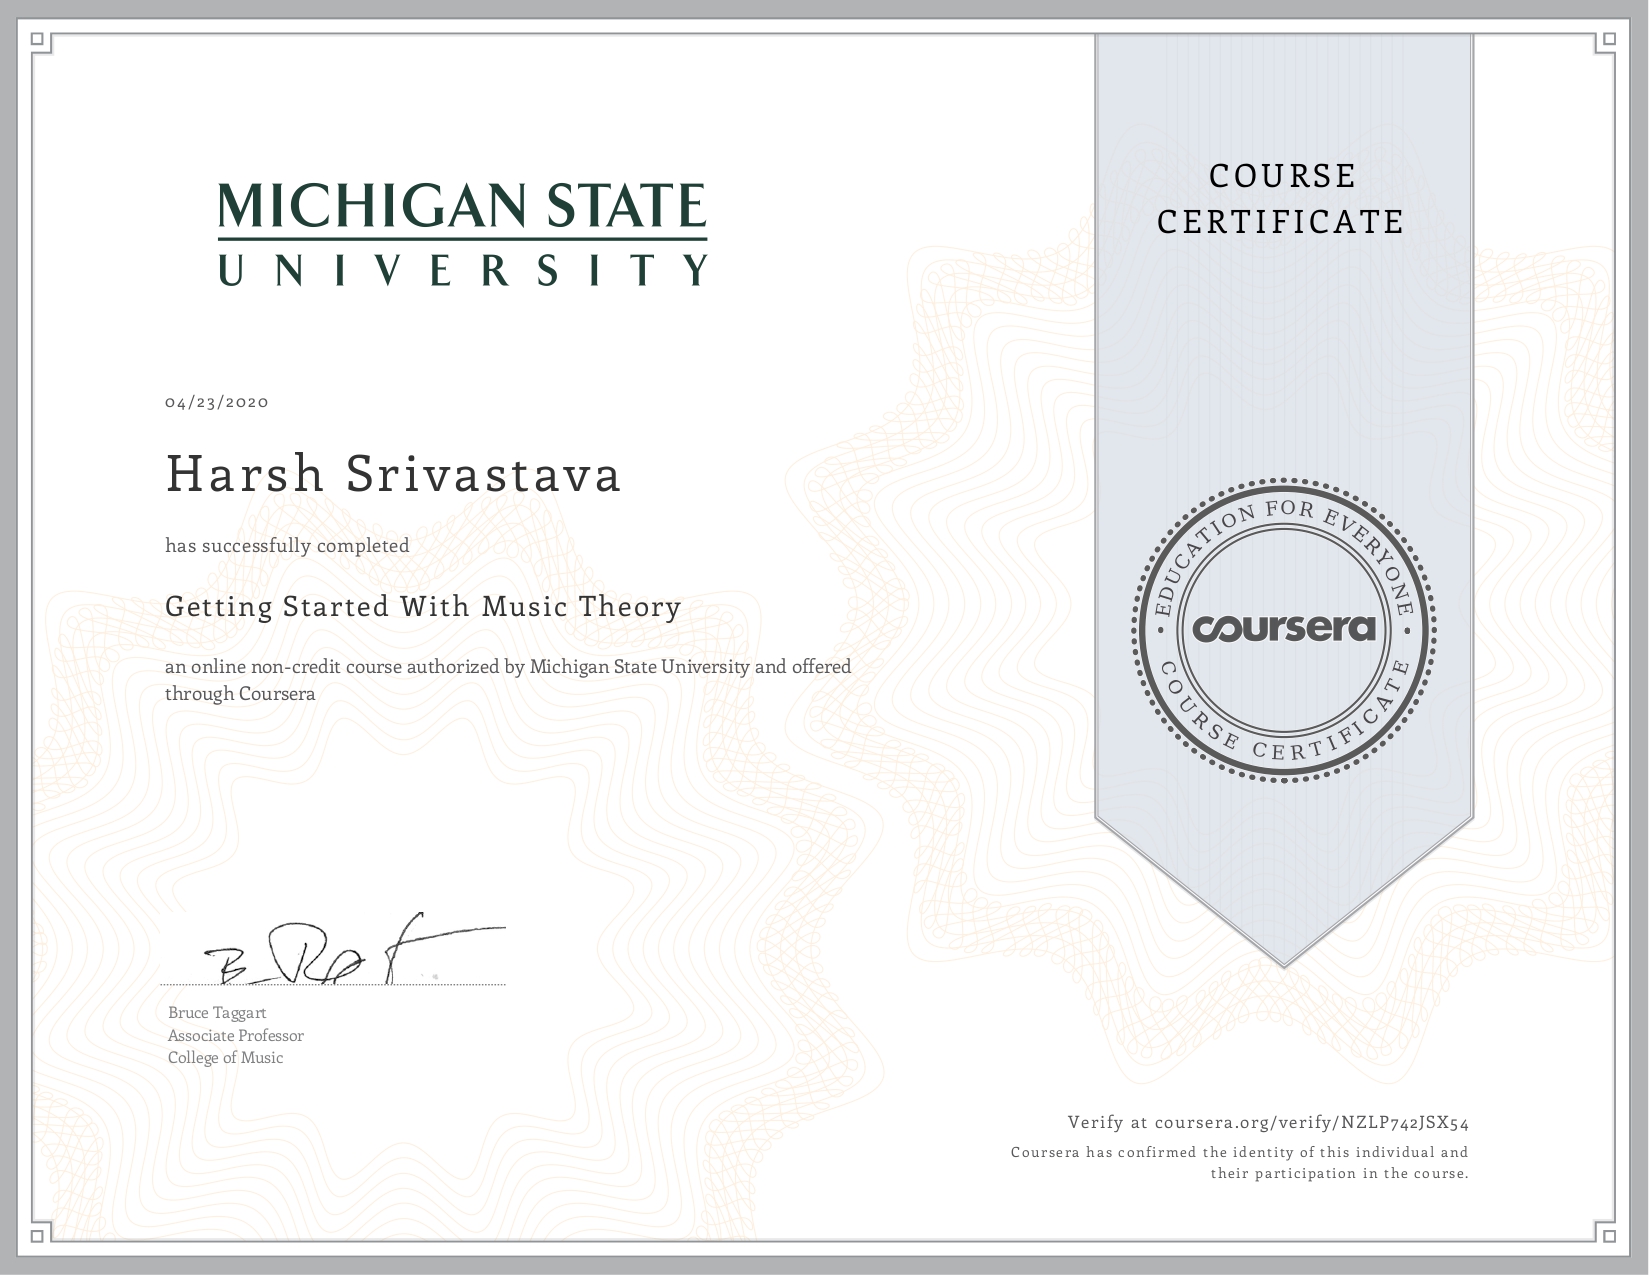 MICHIGAN STATE
UNIVERSITY
COURSE
CERTIFICATE
04/23/2020
Harsh Srivastava
has successfully completed
Getting Started With Music Theory
an online non-credit course authorized by Michigan State University and offered
through Coursera
EDUCATION FOR EVERYONE
coursera
COURSE CERTIFICATE
Bruce Taggart
Associate Professor
College of Music
Verify at coursera.org/verify/NZLP742JSX54
Coursera has confirmed the identity of this individual and
their participation in the course.